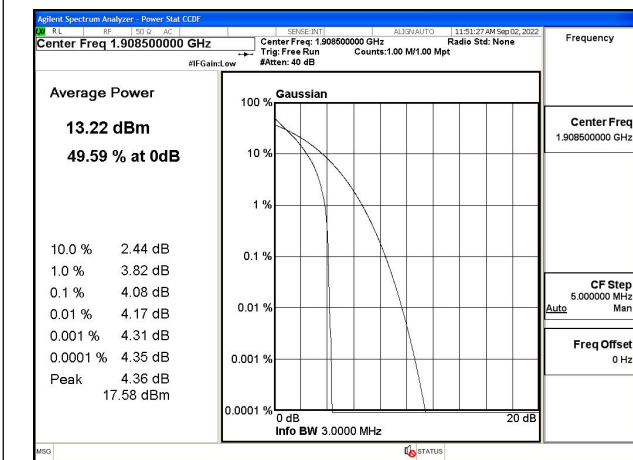 Agilent Spectrum Analyzer - Power Stat CCDF
LXI RL RF 50 Ω AC SENSE:INT ALIGN AUTO 11:51:27 AM Sep 02, 2022
Center Freq 1.908500000 GHz
Center Freq: 1.908500000 GHz Radio Std: None
Trig: Free Run Counts:1.00 M/1.00 Mpt
#IFGain:Low #Atten: 40 dB
Frequency
Average Power
13.22 dBm
49.59 % at 0dB
10.0 % 2.44 dB
1.0 % 3.82 dB
0.1 % 4.08 dB
0.01 % 4.17 dB
0.001 % 4.31 dB
0.0001 % 4.35 dB
Peak 4.36 dB
17.58 dBm
Gaussian
100 %
10 %
1 %
0.1 %
0.01 %
0.001 %
0.0001 %
0 dB 20 dB
Info BW 3.0000 MHz
Center Freq
1.908500000 GHz
CF Step
5.000000 MHz
Auto Man
Freq Offset
0 Hz
MSG STATUS